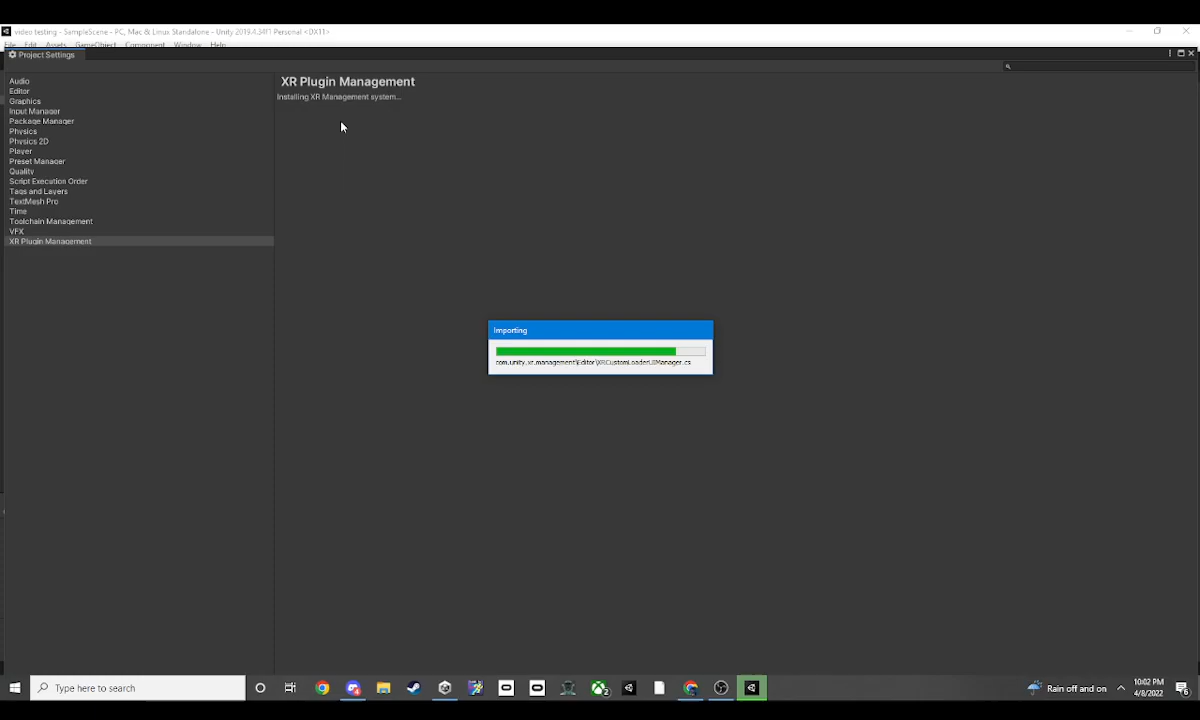 video testing - SampleScene - PC, Mac & Linux Standalone - Unity 2019.4.34f1 Personal <DX11>
File Edit Assets GameObject Component Window Help
Project Settings
XR Plugin Management
Installing XR Management system...
Audio
Editor
Graphics
Input Manager
Package Manager
Physics
Physics 2D
Player
Preset Manager
Quality
Script Execution Order
Tags and Layers
TextMesh Pro
Time
Toolchain Management
VFX
XR Plugin Management
Importing
com.unity.xr.management\Editor\XRCustomLoaderUIManager.cs
Type here to search
2
Rain off and on
10:02 PM
4/8/2022
6